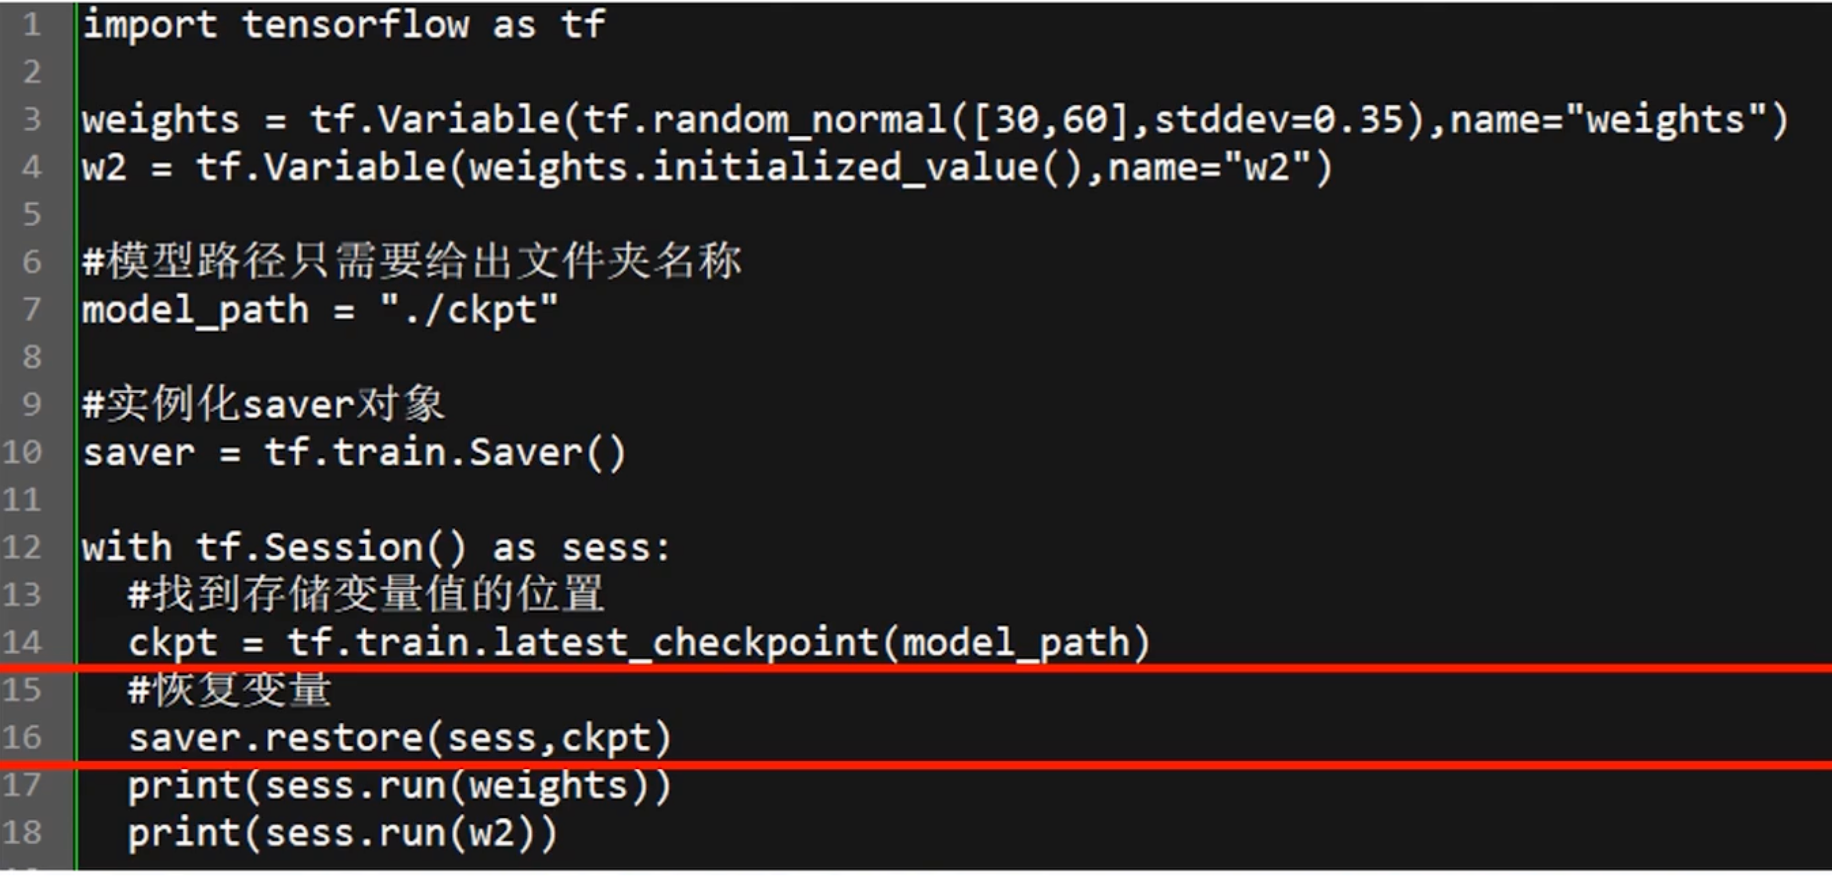 1 import tensorflow as tf
2
3 weights = tf.Variable(tf.random_normal([30,60],stddev=0.35),name="weights")
4 w2 = tf.Variable(weights.initialized_value(),name="w2")
5
6 #模型路径只需要给出文件夹名称
7 model_path = "./ckpt"
8
9 #实例化saver对象
10 saver = tf.train.Saver()
11
12 with tf.Session() as sess:
13   #找到存储变量值的位置
14   ckpt = tf.train.latest_checkpoint(model_path)
15   #恢复变量
16   saver.restore(sess,ckpt)
17   print(sess.run(weights))
18   print(sess.run(w2))